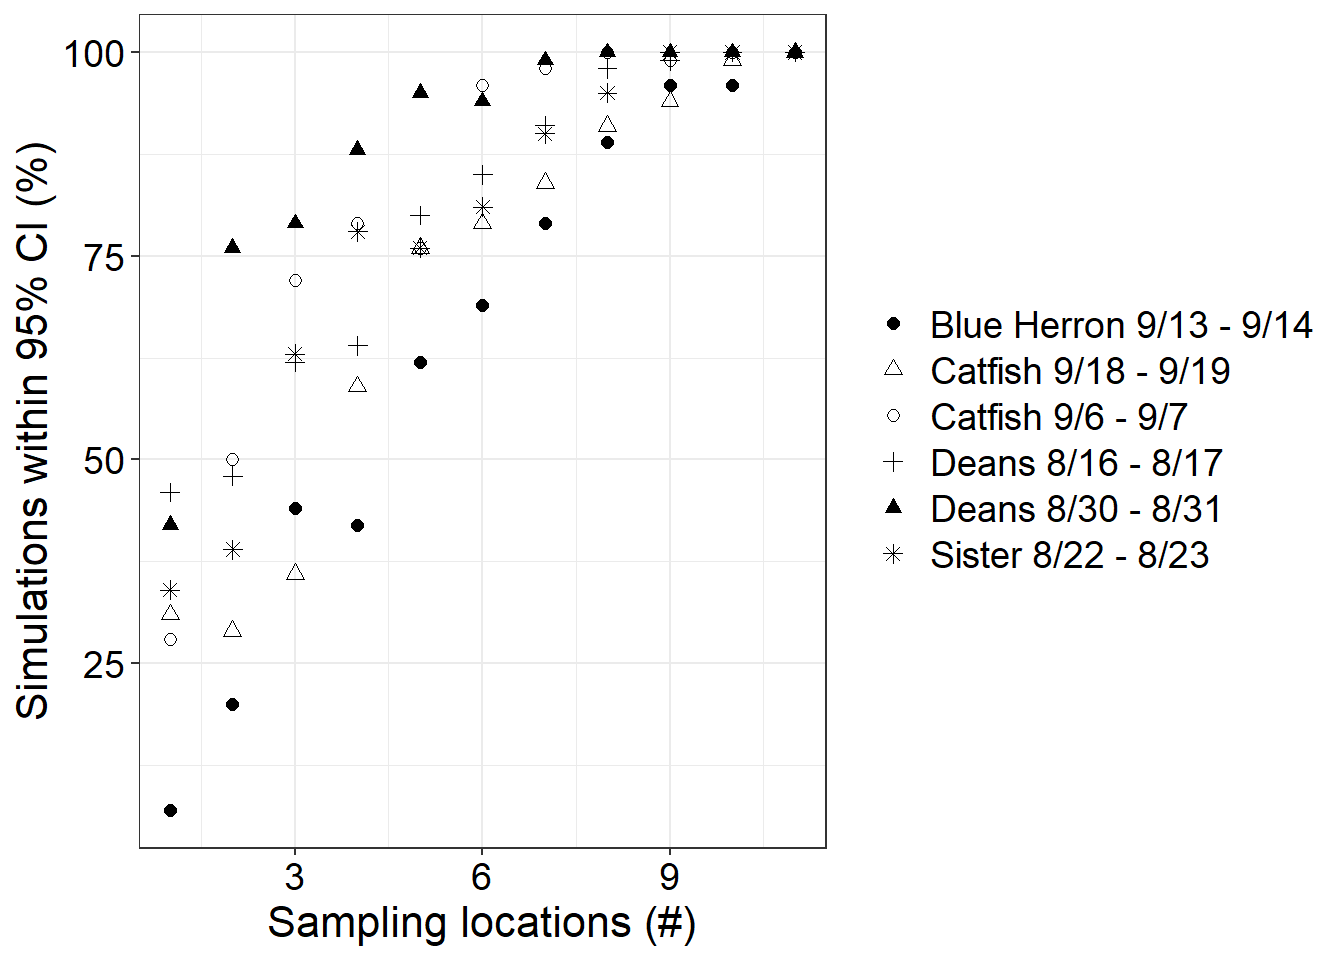 Simulations within 95% CI (%)
100
75
50
25
3 6 9
Sampling locations (#)
Blue Herron 9/13 - 9/14
Catfish 9/18 - 9/19
Catfish 9/6 - 9/7
Deans 8/16 - 8/17
Deans 8/30 - 8/31
Sister 8/22 - 8/23